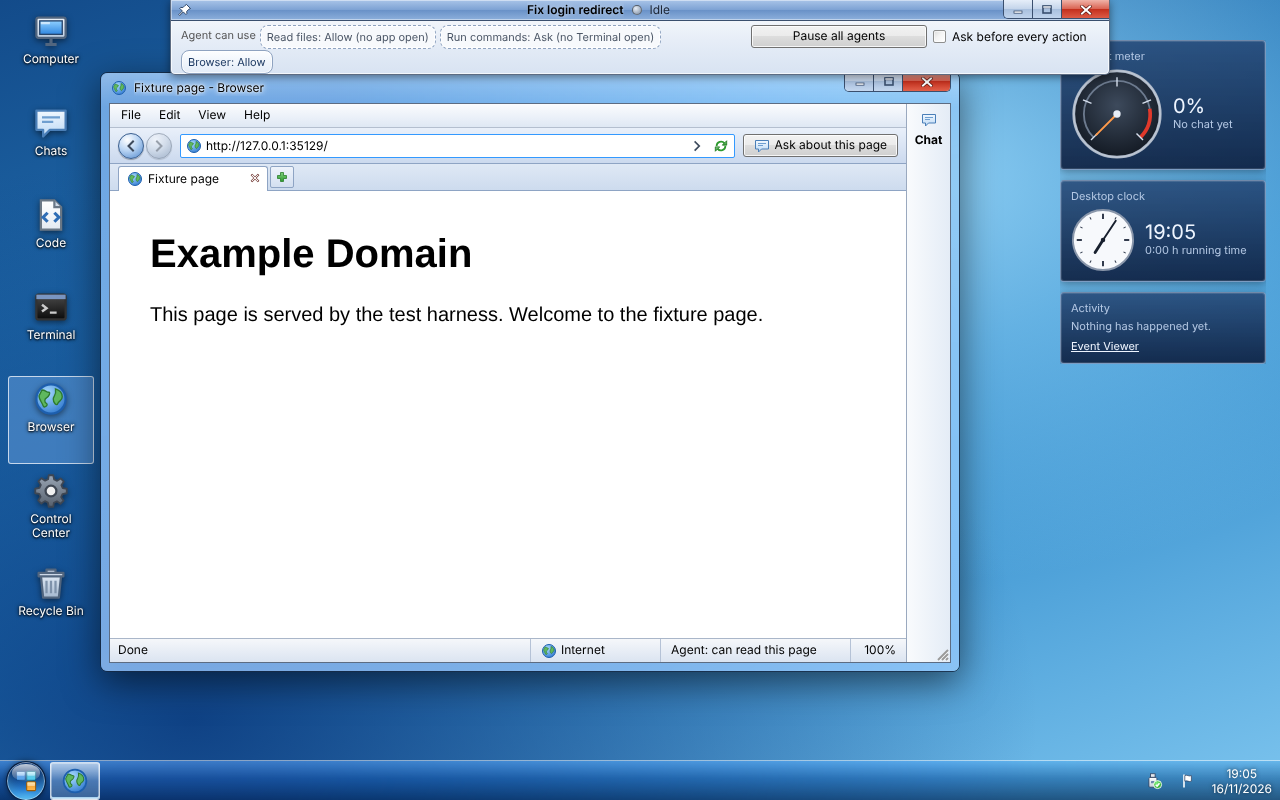 Fix login redirect Idle
Agent can use Read files: Allow (no app open) Run commands: Ask (no Terminal open) Pause all agents Ask before every action
Browser: Allow
Computer
Chats
Code
Terminal
Browser
Control Center
Recycle Bin
Fixture page - Browser
File Edit View Help
http://127.0.0.1:35129/ Ask about this page
Fixture page
Chat
Example Domain
This page is served by the test harness. Welcome to the fixture page.
Done Internet Agent: can read this page 100%
meter
0%
No chat yet
Desktop clock
19:05
0:00 h running time
Activity
Nothing has happened yet.
Event Viewer
19:05
16/11/2026